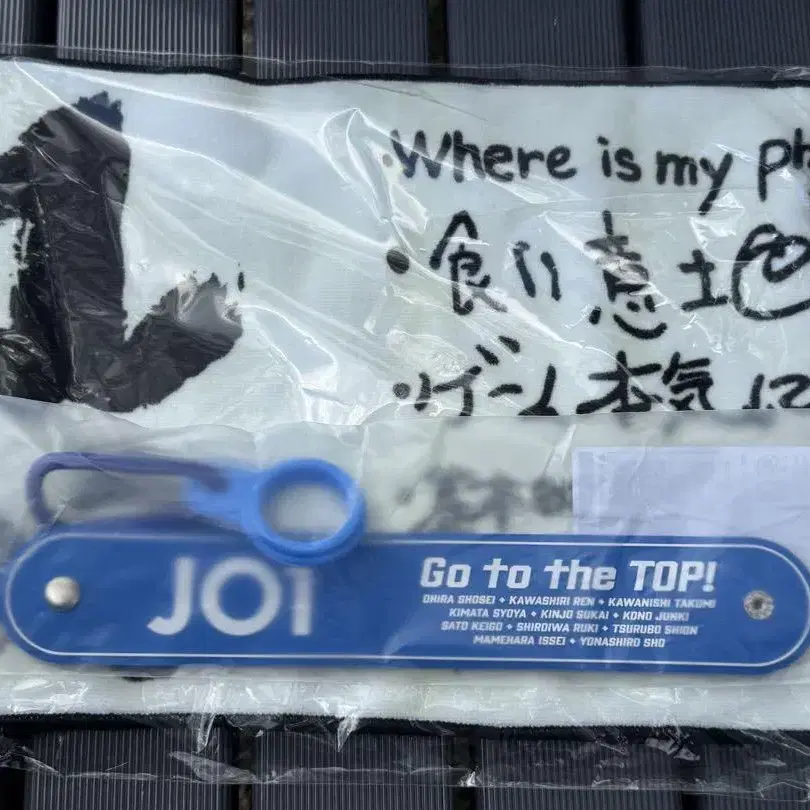 ・Where is my ph
・食い意地
・ゲーム本気に
JO1
Go to the TOP!
OHIRA SHOSEI ✦ KAWASHIRI REN ✦ KAWANISHI TAKUMI
KIMATA SYOYA ✦ KINJO SUKAI ✦ KONO JUNKI
SATO KEIGO ✦ SHIROIWA RUKI ✦ TSURUBO SHION
MAMEHARA ISSEI ✦ YONASHIRO SHO